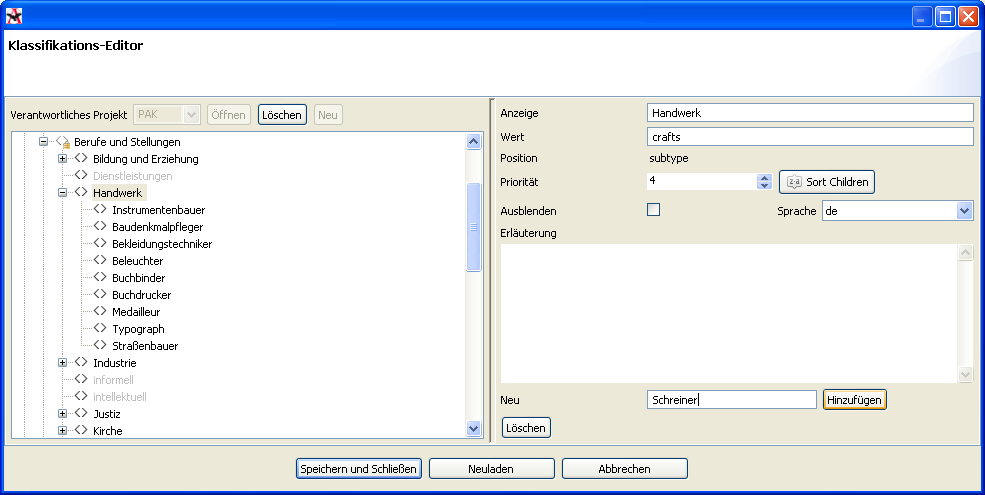 Klassifikations-Editor
Verantwortliches Projekt PAK Öffnen Löschen Neu
Berufe und Stellungen
Bildung und Erziehung
Dienstleistungen
Handwerk
Instrumentenbauer
Baudenkmalpfleger
Bekleidungstechniker
Beleuchter
Buchbinder
Buchdrucker
Medailleur
Typograph
Straßenbauer
Industrie
informell
intellektuell
Justiz
Kirche
Anzeige Handwerk
Wert crafts
Position subtype
Priorität 4 Sort Children
Ausblenden Sprache de
Erläuterung
Neu Schreiner Hinzufügen
Löschen
Speichern und Schließen Neuladen Abbrechen